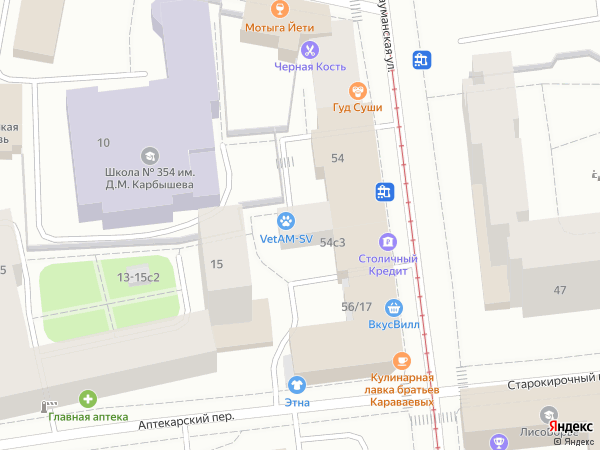 Мотыга Йети
Черная Кость
Гуд Суши
10
54
Школа № 354 им.
Д.М. Карбышева
VetAM-SV
54с3
Столичный
Кредит
15
13-15с2
5
56/17
ВкусВилл
47
Кулинарная
лавка братьев
Караваевых
Старокирочный
Этна
Главная аптека
Аптекарский пер.
Яндекс
© Яндекс